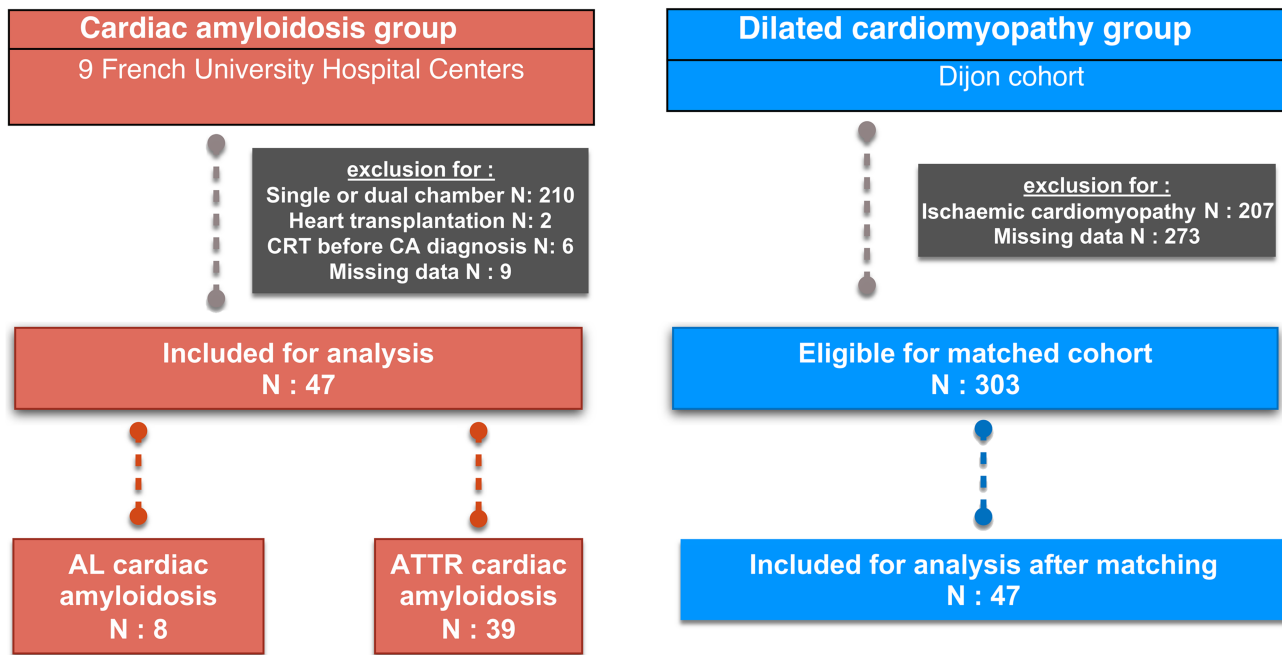 Cardiac amyloidosis group
9 French University Hospital Centers
exclusion for :
Single or dual chamber N: 210
Heart transplantation N: 2
CRT before CA diagnosis N: 6
Missing data N : 9
Included for analysis
N : 47
AL cardiac
amyloidosis
N : 8
ATTR cardiac
amyloidosis
N : 39
Dilated cardiomyopathy group
Dijon cohort
exclusion for :
Ischaemic cardiomyopathy N : 207
Missing data N : 273
Eligible for matched cohort
N : 303
Included for analysis after matching
N : 47